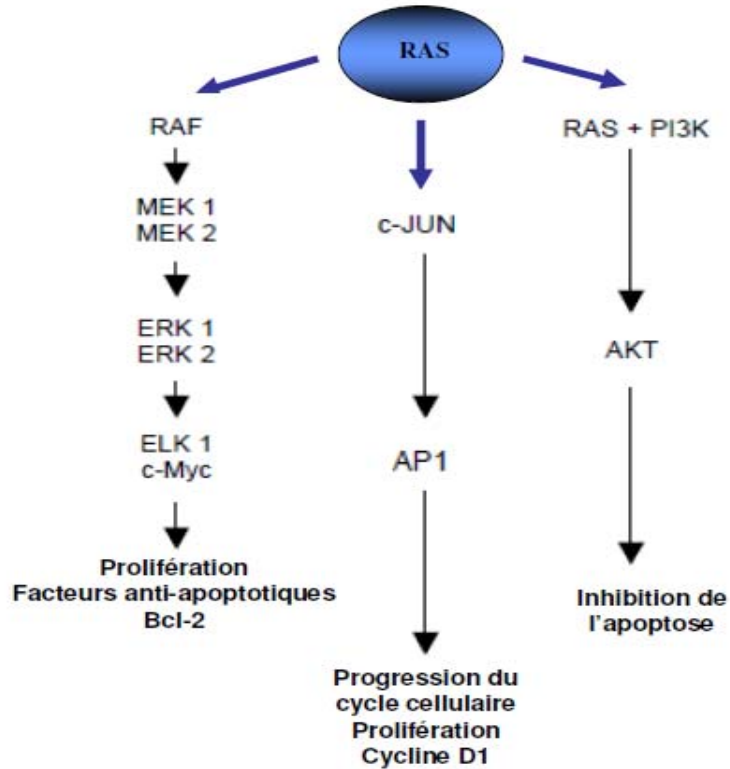 RAS
RAF
MEK 1
MEK 2
ERK 1
ERK 2
ELK 1
c-Myc
Prolifération
Facteurs anti-apoptotiques
Bcl-2
c-JUN
AP1
Progression du
cycle cellulaire
Prolifération
Cycline D1
RAS + PI3K
AKT
Inhibition de
l'apoptose